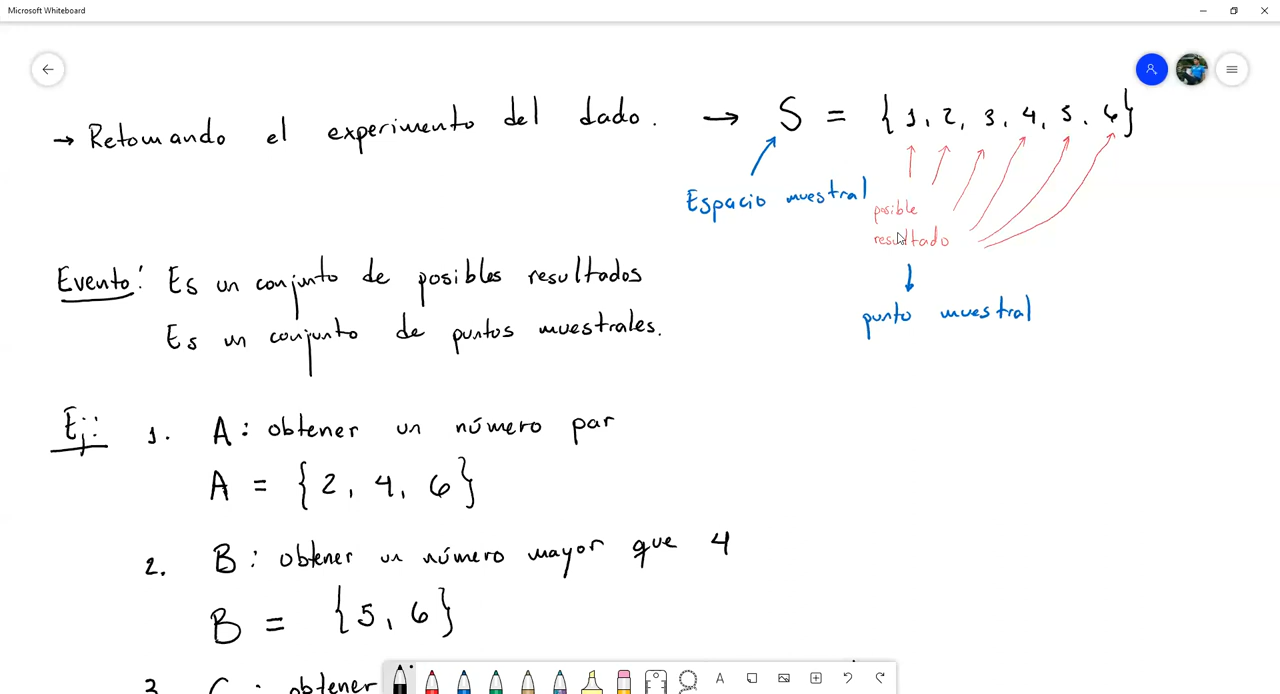 Microsoft Whiteboard
→ Retomando el experimento del dado. → S = {1, 2, 3, 4, 5, 6}
Espacio muestral
posible
resultado
punto muestral
Evento: Es un conjunto de posibles resultados
Es un conjunto de puntos muestrales.
Ej: 1. A: obtener un número par
A = {2, 4, 6}
2. B: obtener un número mayor que 4
B = {5, 6}
3. C: obtener